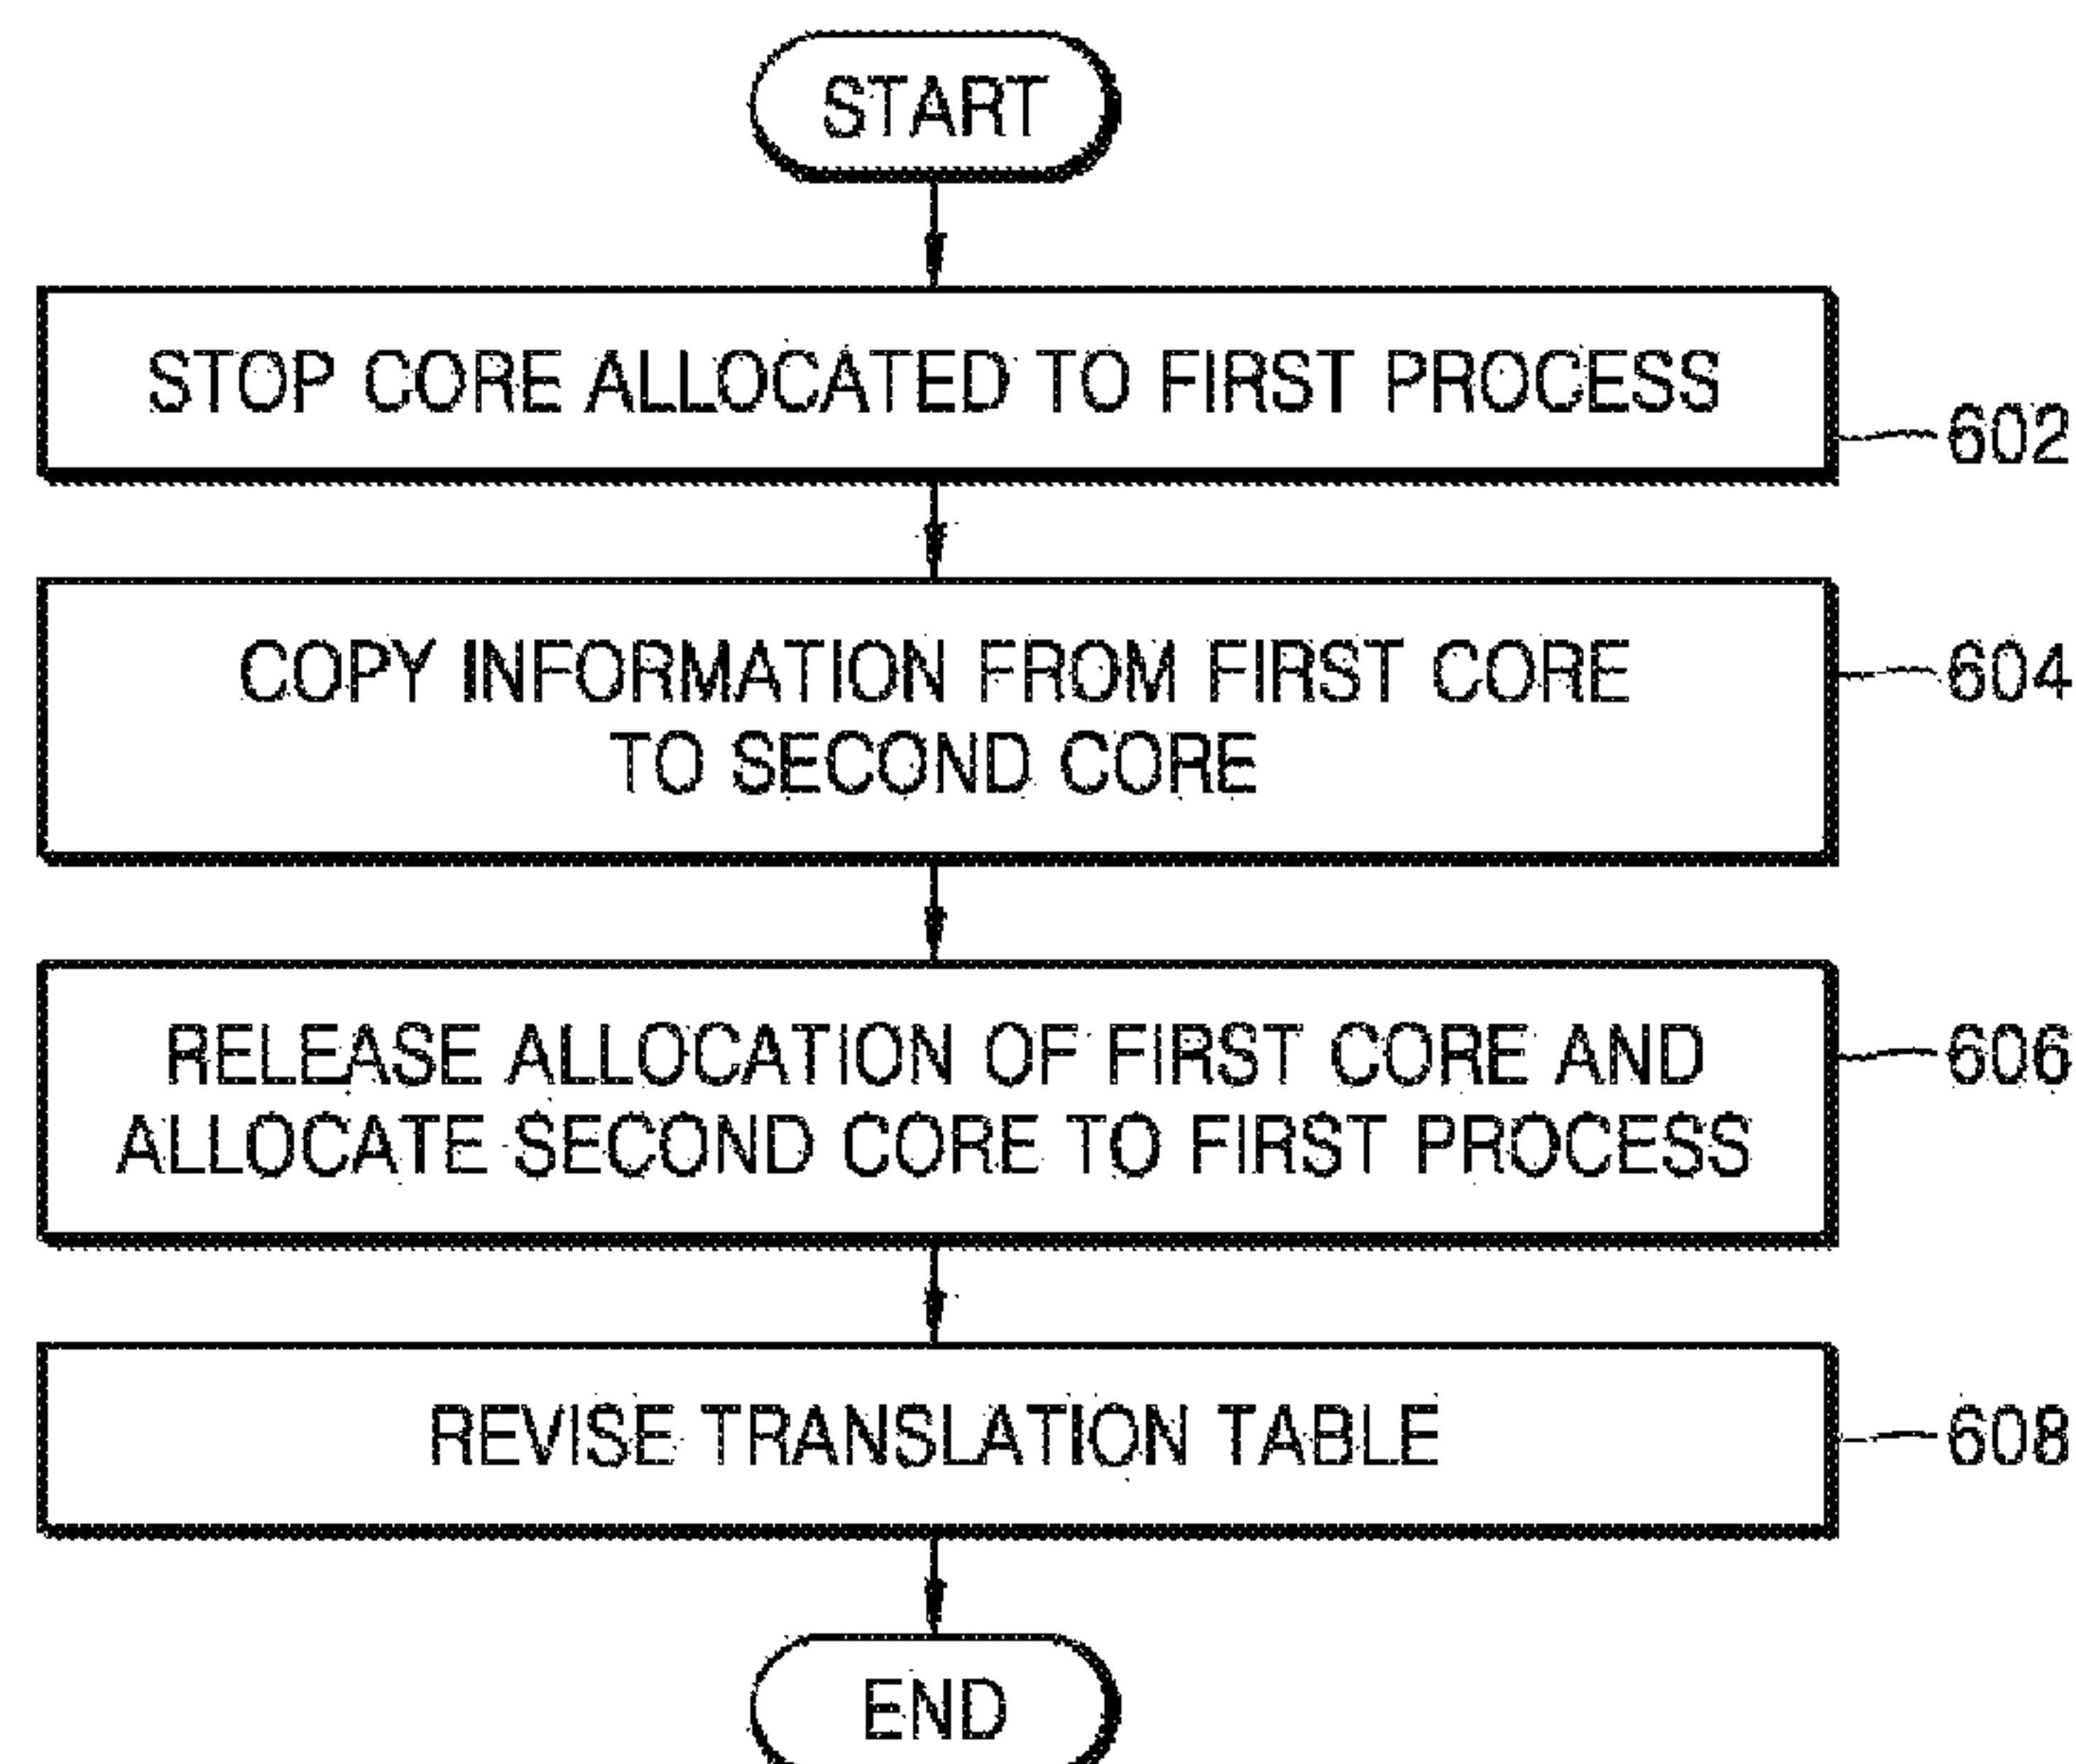 START
STOP CORE ALLOCATED TO FIRST PROCESS
602
COPY INFORMATION FROM FIRST CORE
TO SECOND CORE
604
RELEASE ALLOCATION OF FIRST CORE AND
ALLOCATE SECOND CORE TO FIRST PROCESS
606
REVISE TRANSLATION TABLE
608
END